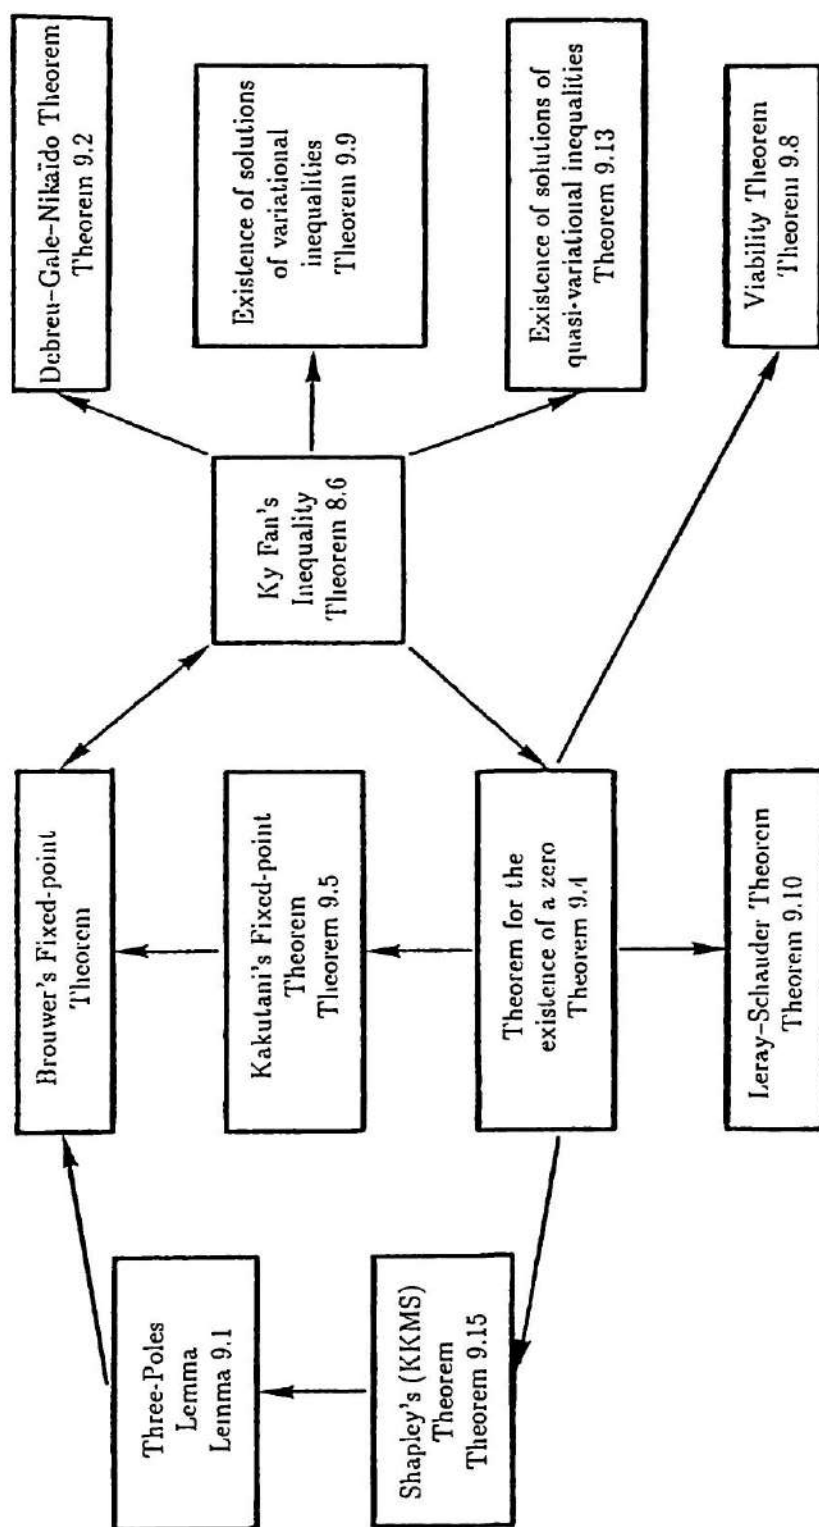 Three-Poles
Lemma
Lemma 9.1
Shapley's (KKMS)
Theorem
Theorem 9.15
Brouwer's Fixed-point
Theorem
Kakutani's Fixed-point
Theorem
Theorem 9.5
Theorem for the
existence of a zero
Theorem 9.4
Leray–Schauder Theorem
Theorem 9.10
Ky Fan's
Inequality
Theorem 8.6
Debreu–Gale–Nikaïdo Theorem
Theorem 9.2
Existence of solutions
of variational
inequalities
Theorem 9.9
Existence of solutions of
quasi-variational inequalities
Theorem 9.13
Viability Theorem
Theorem 9.8